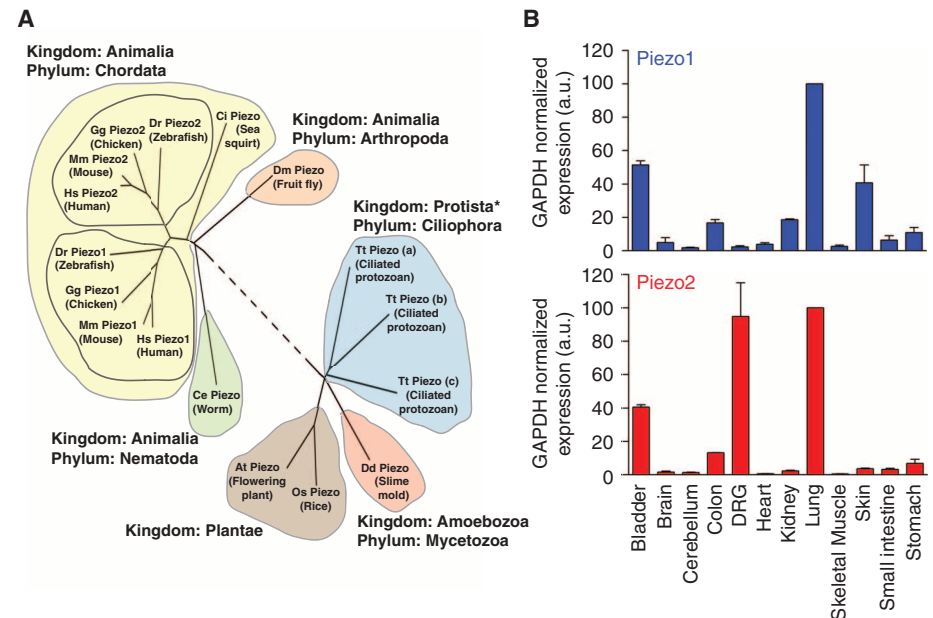 A
Kingdom: Animalia
Phylum: Chordata
Gg Piezo2
(Chicken)
Dr Piezo2
(Zebrafish)
Ci Piezo
(Sea
squirt)
Mm Piezo2
(Mouse)
Hs Piezo2
(Human)
Dr Piezo1
(Zebrafish)
Gg Piezo1
(Chicken)
Mm Piezo1
(Mouse)
Hs Piezo1
(Human)
Kingdom: Animalia
Phylum: Arthropoda
Dm Piezo
(Fruit fly)
Kingdom: Protista*
Phylum: Ciliophora
Tt Piezo (a)
(Ciliated
protozoan)
Tt Piezo (b)
(Ciliated
protozoan)
Tt Piezo (c)
(Ciliated
protozoan)
Ce Piezo
(Worm)
Kingdom: Animalia
Phylum: Nematoda
At Piezo
(Flowering
plant)
Os Piezo
(Rice)
Kingdom: Plantae
Dd Piezo
(Slime
mold)
Kingdom: Amoebozoa
Phylum: Mycetozoa
B
Piezo1
GAPDH normalized
expression (a.u.)
120
100
80
60
40
20
0
Piezo2
GAPDH normalized
expression (a.u.)
120
100
80
60
40
20
0
Bladder
Brain
Cerebellum
Colon
DRG
Heart
Kidney
Lung
Skeletal Muscle
Skin
Small intestine
Stomach